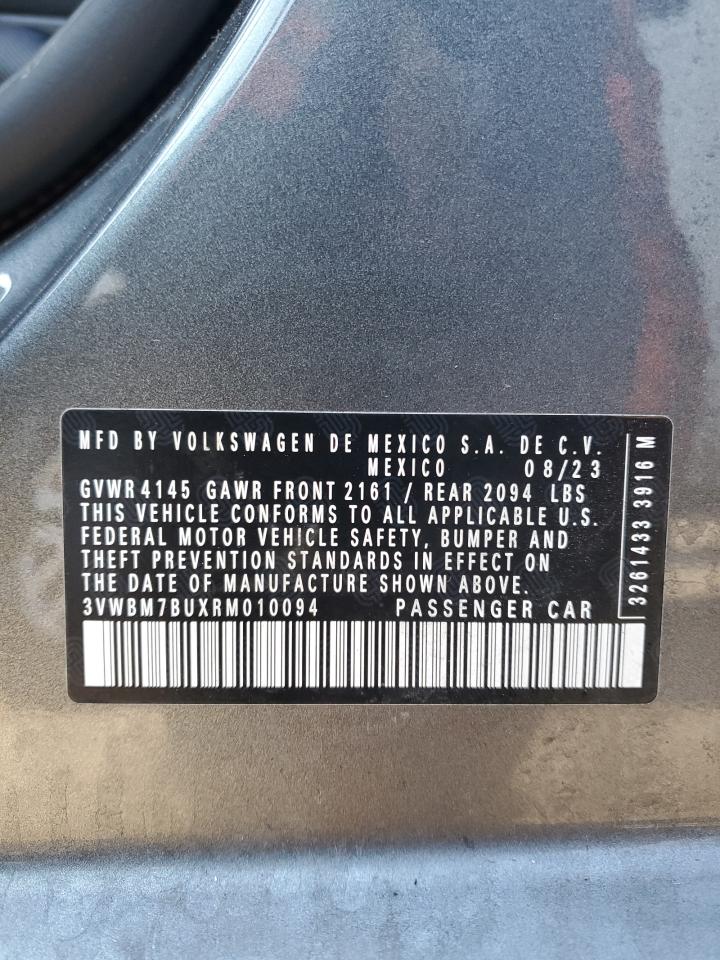 MFD BY VOLKSWAGEN DE MEXICO S.A. DE C.V.
MEXICO 08/23
GVWR 4145 GAWR FRONT 2161 / REAR 2094 LBS
THIS VEHICLE CONFORMS TO ALL APPLICABLE U.S.
FEDERAL MOTOR VEHICLE SAFETY, BUMPER AND
THEFT PREVENTION STANDARDS IN EFFECT ON
THE DATE OF MANUFACTURE SHOWN ABOVE.
3VWBM7BUXRM010094 PASSENGER CAR
3261433 3916 M